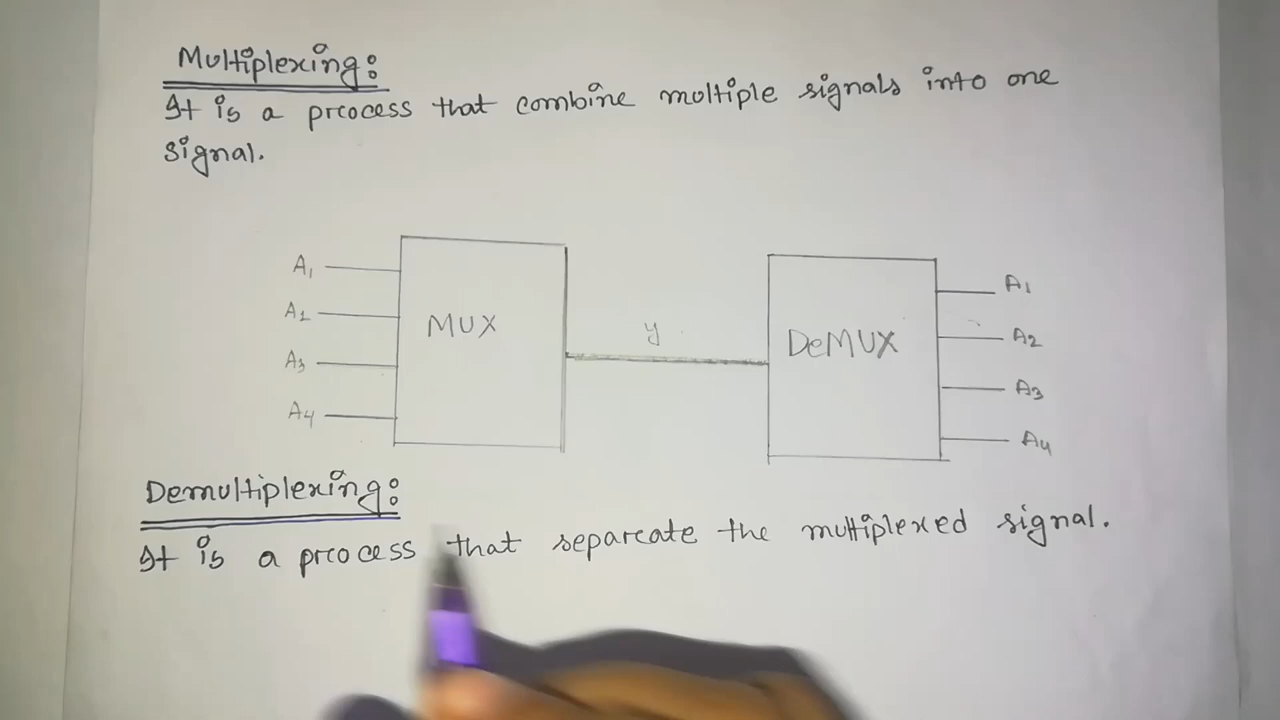 Multiplexing:
It is a process that combine multiple signals into one
signal.
A1
A2
A3
A4
MUX
y
DeMUX
A1
A2
A3
A4
Demultiplexing:
It is a process that separate the multiplexed signal.